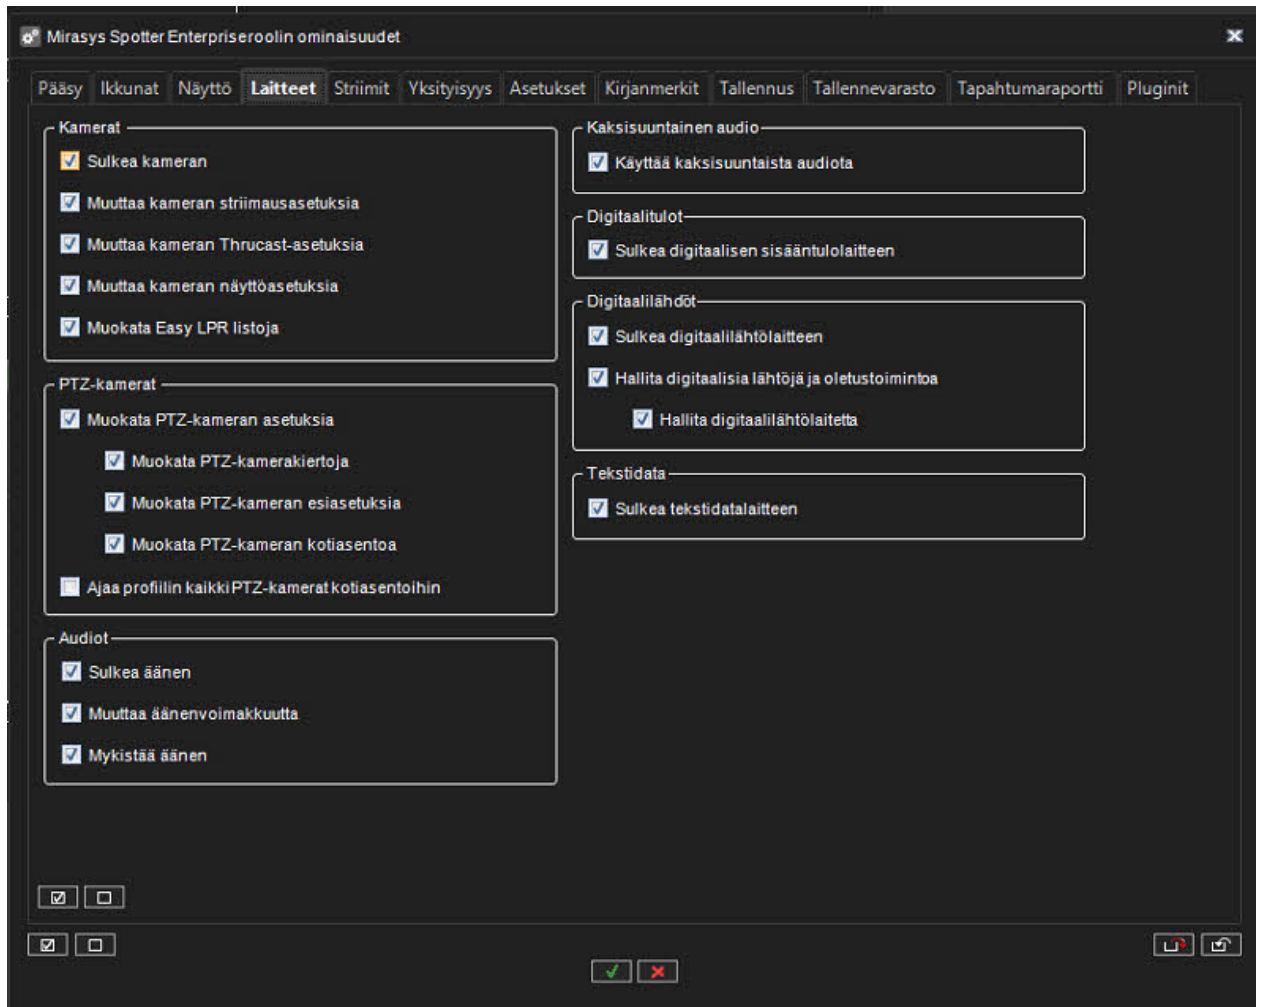 Mirasys Spotter Enterpriseroolin ominaisuudet
Pääsy Ikkunat Näyttö Laitteet Striimit Yksityisyys Asetukset Kirjanmerkit Tallennus Tallennevarasto Tapahtumaraportti Pluginit
Kamerat
Sulkea kameran
Muuttaa kameran striimausasetuksia
Muuttaa kameran Thrucast-asetuksia
Muuttaa kameran näyttöasetuksia
Muokata Easy LPR listoja
PTZ-kamerat
Muokata PTZ-kameran asetuksia
Muokata PTZ-kamerakiertoja
Muokata PTZ-kameran esiasetuksia
Muokata PTZ-kameran kotiasentoa
Ajaa profiilin kaikki PTZ-kamerat kotiasentoihin
Audiot
Sulkea äänen
Muuttaa äänenvoimakkuutta
Mykistää äänen
Kaksisuuntainen audio
Käyttää kaksisuuntaista audiota
Digitaalitulot
Sulkea digitaalisen sisääntulolaitteen
Digitaalilähdöt
Sulkea digitaalilähtölaitteen
Hallita digitaalisia lähtöjä ja oletustoimintoa
Hallita digitaalilähtölaitetta
Tekstidata
Sulkea tekstidatalaitteen